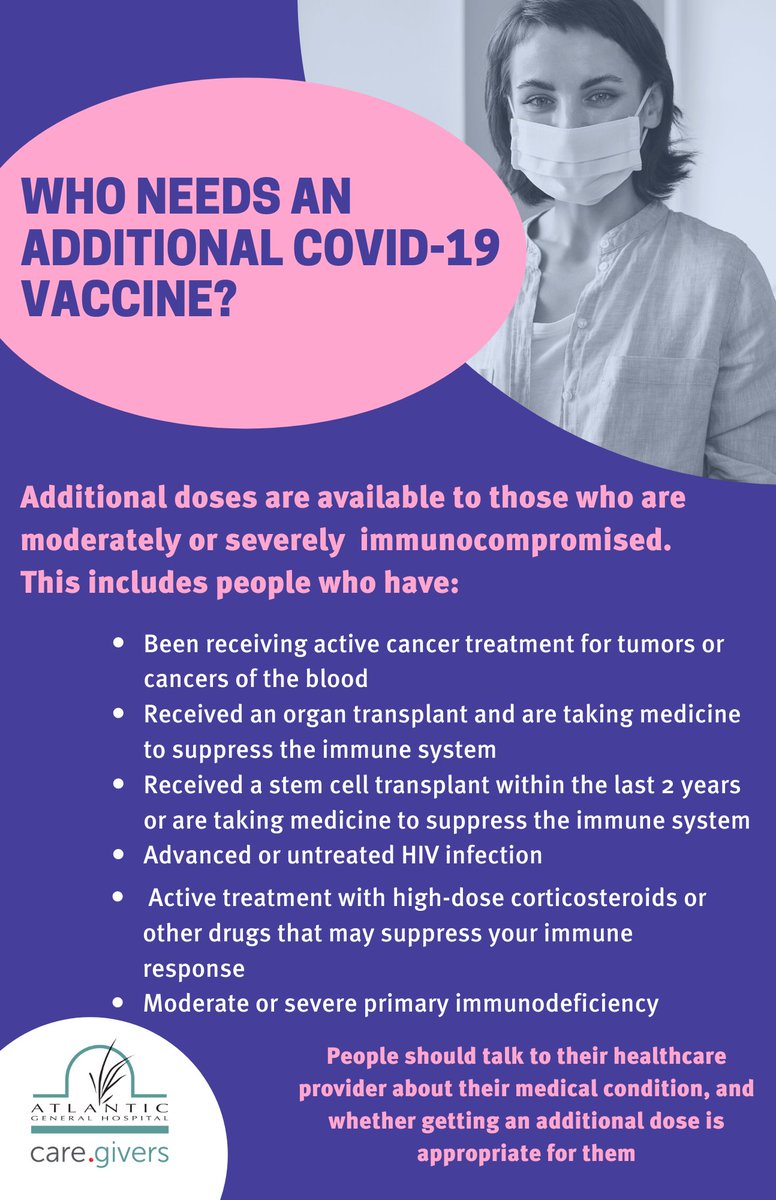 WHO NEEDS AN
ADDITIONAL COVID-19
VACCINE?
Additional doses are available to those who are
moderately or severely immunocompromised.
This includes people who have:
• Been receiving active cancer treatment for tumors or
cancers of the blood
• Received an organ transplant and are taking medicine
to suppress the immune system
• Received a stem cell transplant within the last 2 years
or are taking medicine to suppress the immune system
• Advanced or untreated HIV infection
• Active treatment with high-dose corticosteroids or
other drugs that may suppress your immune
response
• Moderate or severe primary immunodeficiency
People should talk to their healthcare
provider about their medical condition, and
whether getting an additional dose is
appropriate for them
ATLANTIC
GENERAL HOSPITAL
care.givers